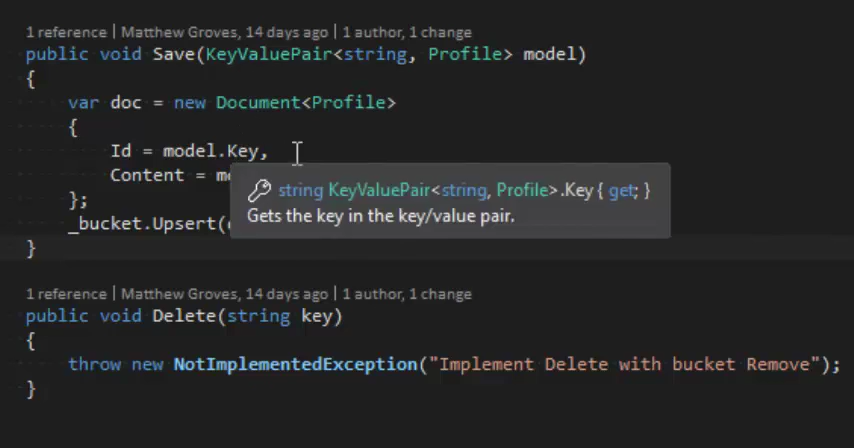 1 reference | Matthew Groves, 14 days ago | 1 author, 1 change
public void Save(KeyValuePair<string, Profile> model)
{
var doc = new Document<Profile>
{
Id = model.Key,
Content =
string KeyValuePair<string, Profile>.Key { get; }
Gets the key in the key/value pair.
};
_bucket.Upsert(
}
1 reference | Matthew Groves, 14 days ago | 1 author, 1 change
public void Delete(string key)
{
throw new NotImplementedException("Implement Delete with bucket Remove");
}